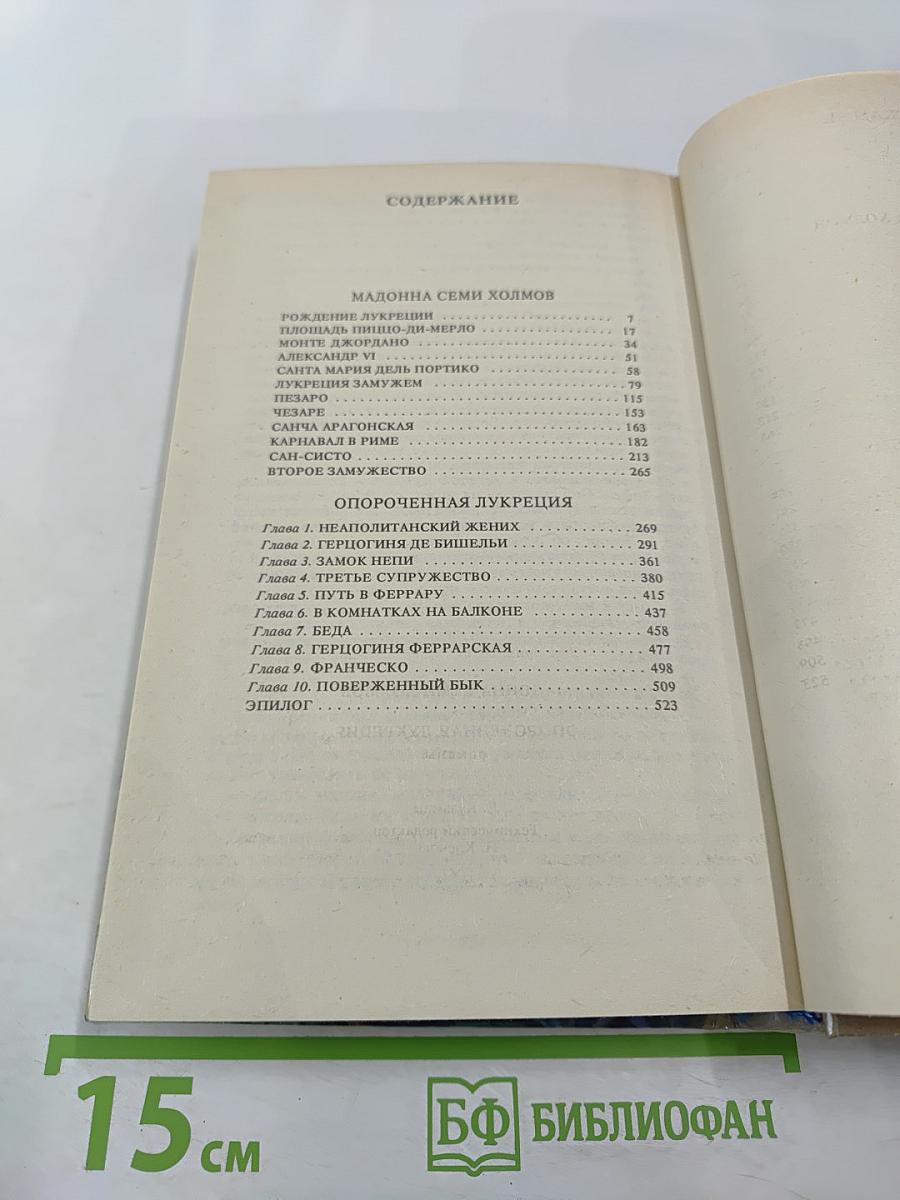 СОДЕРЖАНИЕ
МАДОННА СЕМИ ХОЛМОВ
РОЖДЕНИЕ ЛУКРЕЦИИ . . . . . . . . . . . . . . . . . . . . . . . 7
ПЛОЩАДЬ ПИЦЦО-ДИ-МЕРЛО . . . . . . . . . . . . . . . . . 17
МОНТЕ ДЖОРДАНО . . . . . . . . . . . . . . . . . . . . . . . . . . 34
АЛЕКСАНДР VI . . . . . . . . . . . . . . . . . . . . . . . . . . . . . . 51
САНТА МАРИЯ ДЕЛЬ ПОРТИКО . . . . . . . . . . . . . . . . 58
ЛУКРЕЦИЯ ЗАМУЖЕМ . . . . . . . . . . . . . . . . . . . . . . . . 79
ПЕЗАРО . . . . . . . . . . . . . . . . . . . . . . . . . . . . . . . . . . . 115
ЧЕЗАРЕ . . . . . . . . . . . . . . . . . . . . . . . . . . . . . . . . . . . 153
САНЧА АРАГОНСКАЯ . . . . . . . . . . . . . . . . . . . . . . . . 163
КАРНАВАЛ В РИМЕ . . . . . . . . . . . . . . . . . . . . . . . . . . 182
САН-СИСТО . . . . . . . . . . . . . . . . . . . . . . . . . . . . . . . . 213
ВТОРОЕ ЗАМУЖЕСТВО . . . . . . . . . . . . . . . . . . . . . . . 265
ОПОРОЧЕННАЯ ЛУКРЕЦИЯ
Глава 1. НЕАПОЛИТАНСКИЙ ЖЕНИХ . . . . . . . . . . . . 269
Глава 2. ГЕРЦОГИНЯ ДЕ БИШЕЛЬИ . . . . . . . . . . . . . . 291
Глава 3. ЗАМОК НЕПИ . . . . . . . . . . . . . . . . . . . . . . . . 361
Глава 4. ТРЕТЬЕ СУПРУЖЕСТВО . . . . . . . . . . . . . . . . 380
Глава 5. ПУТЬ В ФЕРРАРУ . . . . . . . . . . . . . . . . . . . . . 415
Глава 6. В КОМНАТКАХ НА БАЛКОНЕ . . . . . . . . . . . . 437
Глава 7. БЕДА . . . . . . . . . . . . . . . . . . . . . . . . . . . . . . 458
Глава 8. ГЕРЦОГИНЯ ФЕРРАРСКАЯ . . . . . . . . . . . . . . 477
Глава 9. ФРАНЧЕСКО . . . . . . . . . . . . . . . . . . . . . . . . . 498
Глава 10. ПОВЕРЖЕННЫЙ БЫК . . . . . . . . . . . . . . . . . 509
ЭПИЛОГ . . . . . . . . . . . . . . . . . . . . . . . . . . . . . . . . . . . 523
15 см
БФ БИБЛИОФАН